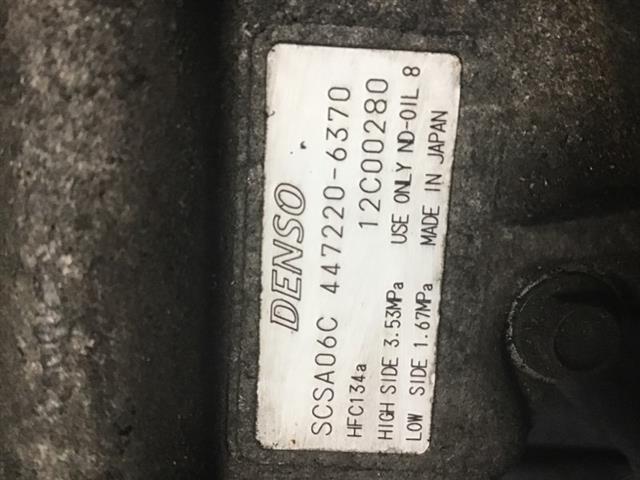 DENSO
SCSA06C 447220-6370
HFC134a 12C00280
HIGH SIDE 3.53MPa USE ONLY ND-OIL 8
LOW SIDE 1.67MPa MADE IN JAPAN